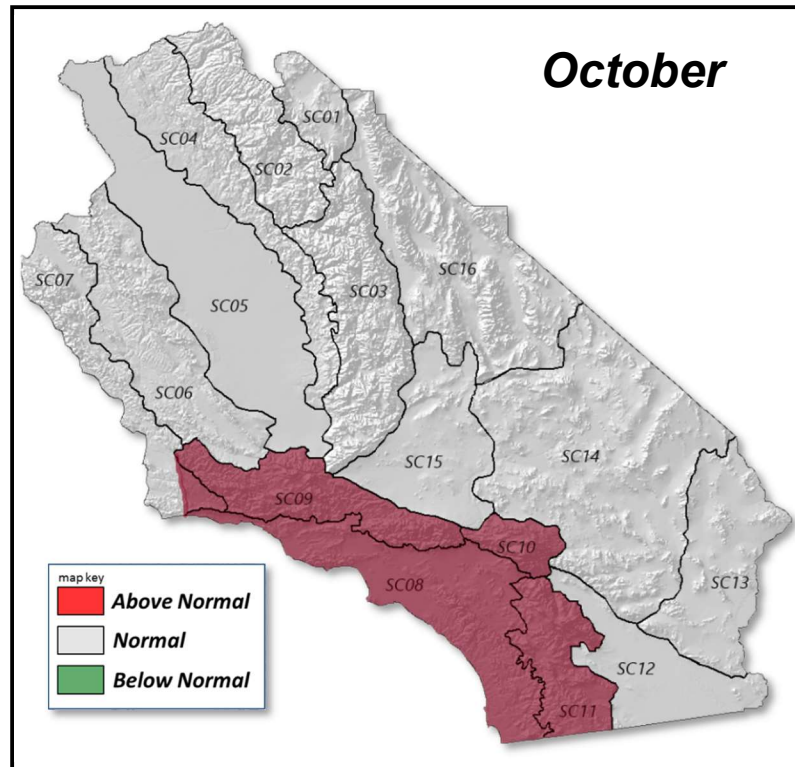 October
SC01
SC04
SC02
SC16
SC07
SC03
SC05
SC06
SC14
SC15
SC09
SC10
SC08
SC13
SC12
SC11
map key
Above Normal
Normal
Below Normal